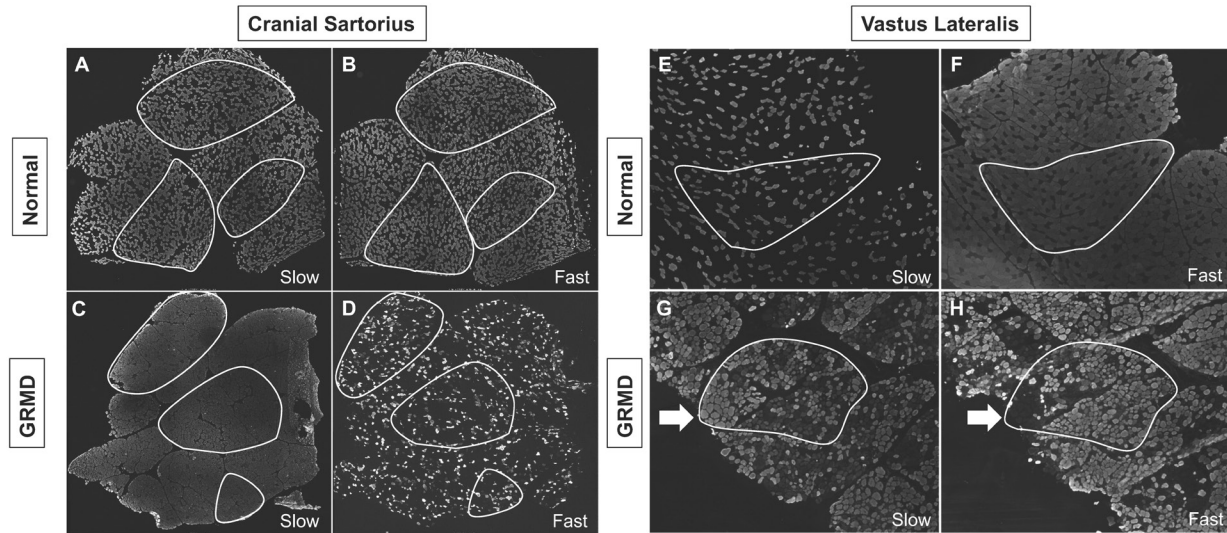 Cranial Sartorius
Vastus Lateralis
Normal
A
Slow
B
Fast
E
Slow
F
Fast
GRMD
C
Slow
D
Fast
GRMD
G
Slow
H
Fast
Normal